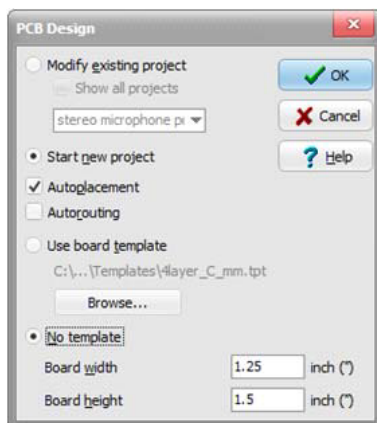 PCB Design
Modify existing project
OK
Show all projects
stereo microphone
Cancel
Start new project
Help
Autoplacement
Autorouting
Use board template
C:\...\Templates\4layer_C_mm.tpt
Browse...
No template
Board width 1.25 inch (")
Board height 1.5 inch (")